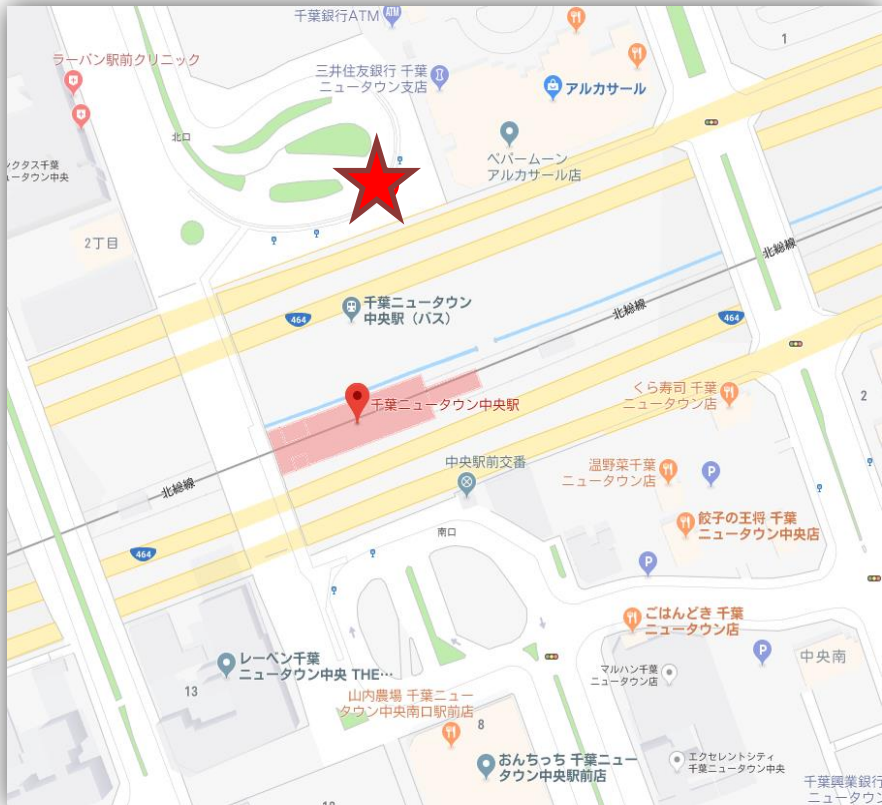 千葉銀行ATM
ATM
1
ラーバン駅前クリニック
三井住友銀行 千葉
ニュータウン支店
アルカサール
北口
ペパームーン
アルカサール店
ックタス千葉
ュータウン中央
2丁目
北総線
千葉ニュータウン
中央駅（バス）
464
北総線
464
千葉ニュータウン中央駅
くら寿司 千葉
ニュータウン店
2
中央駅前交番
温野菜千葉
ニュータウン店
P
北総線
餃子の王将 千葉
ニュータウン中央店
南口
464
P
ごはんどき 千葉
ニュータウン店
レーベン千葉
ニュータウン中央 THE…
13
マルハン千葉
ニュータウン店
P
中央南
山内農場 千葉ニュー
タウン中央南口駅前店
8
おんちっち 千葉ニュー
タウン中央駅前店
エクセレントシティ
千葉ニュータウン中央
千葉興業銀行
ニュータウン